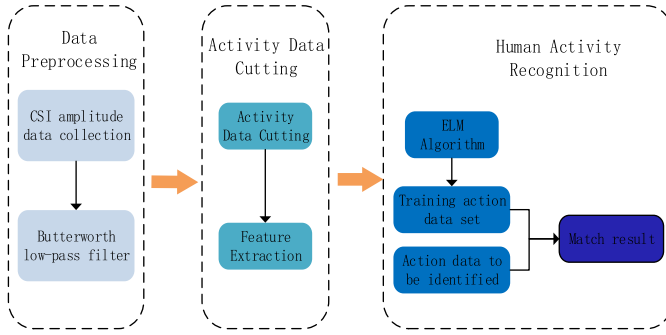 Data
Preprocessing
CSI amplitude
data collection
Butterworth
low-pass filter
Activity Data
Cutting
Activity
Data Cutting
Feature
Extraction
Human Activity
Recognition
ELM
Algorithm
Training action
data set
Action data to
be identified
Match result